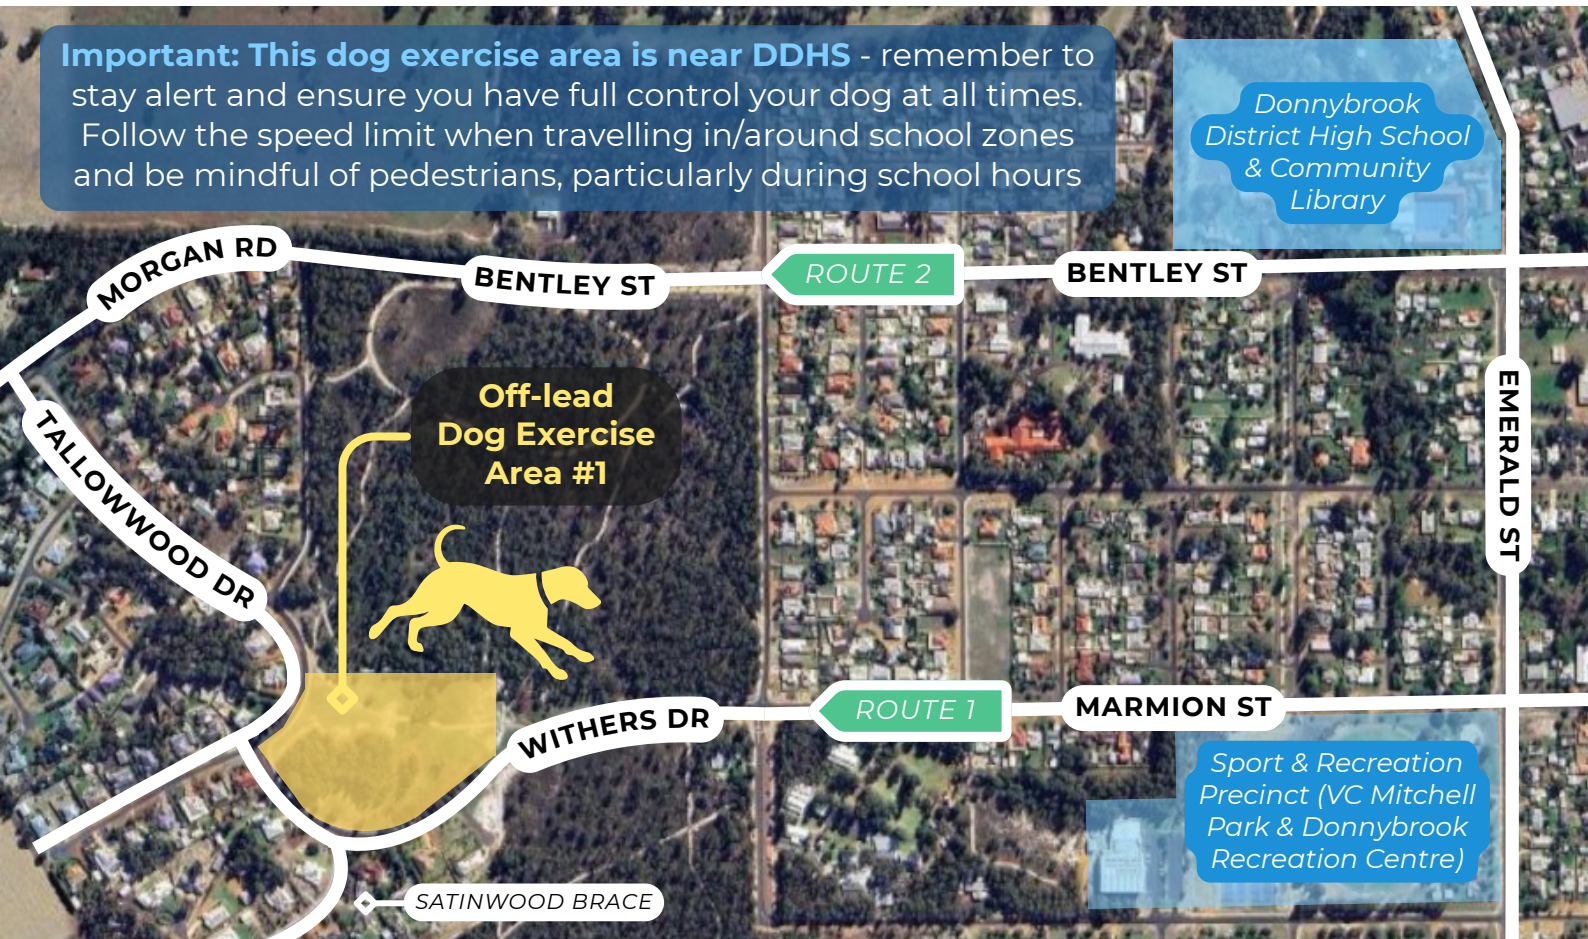 Important: This dog exercise area is near DDHS - remember to
stay alert and ensure you have full control your dog at all times.
Follow the speed limit when travelling in/around school zones
and be mindful of pedestrians, particularly during school hours
Donnybrook
District High School
& Community
Library
MORGAN RD
BENTLEY ST
ROUTE 2
BENTLEY ST
Off-lead
Dog Exercise
Area #1
TALLOWWOOD DR
EMERALD ST
WITHERS DR
ROUTE 1
MARMION ST
Sport & Recreation
Precinct (VC Mitchell
Park & Donnybrook
Recreation Centre)
SATINWOOD BRACE